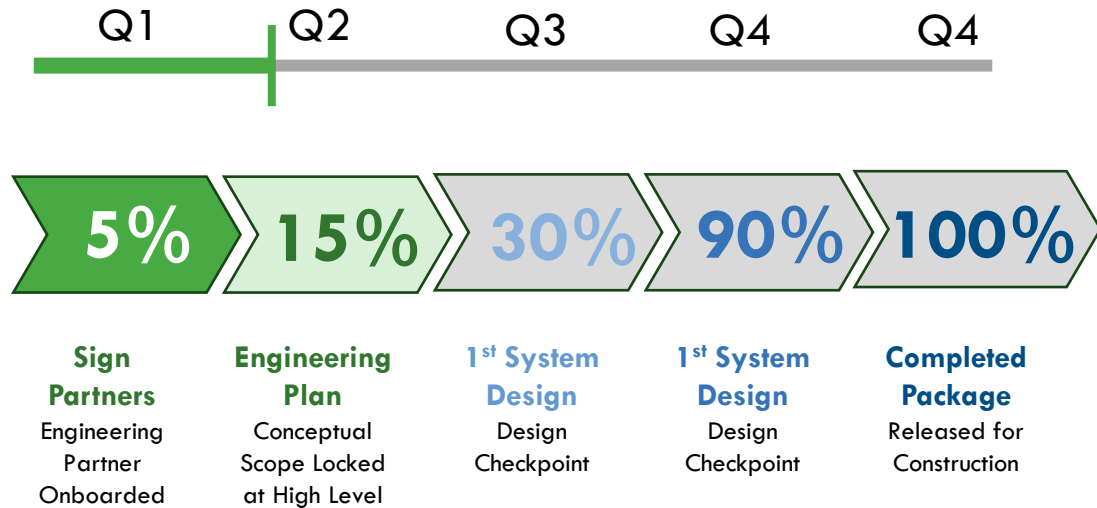 Q1 Q2 Q3 Q4 Q4
5% 15% 30% 90% 100%
Sign
Partners
Engineering
Partner
Onboarded
Engineering
Plan
Conceptual
Scope Locked
at High Level
1st System
Design
Design
Checkpoint
1st System
Design
Design
Checkpoint
Completed
Package
Released for
Construction